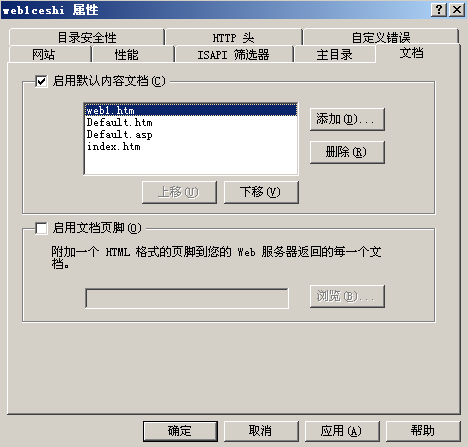 web1ceshi 属性
目录安全性 HTTP 头 自定义错误
网站 性能 ISAPI 筛选器 主目录 文档
启用默认内容文档(C)
web1.htm
Default.htm
Default.asp
index.htm
添加(D)...
删除(R)
上移(U) 下移(V)
启用文档页脚(O)
附加一个 HTML 格式的页脚到您的 Web 服务器返回的每一个文
档。
浏览(B)...
确定 取消 应用(A) 帮助